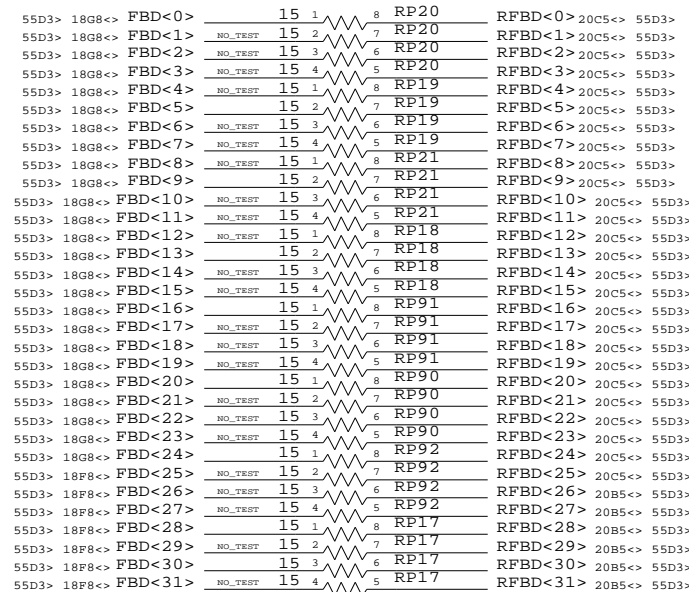 55D3> 18G8<> FBD<0> 15 1 8 RP20 RFBD<0> 20C5<> 55D3>
55D3> 18G8<> FBD<1> NO_TEST 15 2 7 RP20 RFBD<1> 20C5<> 55D3>
55D3> 18G8<> FBD<2> NO_TEST 15 3 6 RP20 RFBD<2> 20C5<> 55D3>
55D3> 18G8<> FBD<3> NO_TEST 15 4 5 RP20 RFBD<3> 20C5<> 55D3>
55D3> 18G8<> FBD<4> NO_TEST 15 1 8 RP19 RFBD<4> 20C5<> 55D3>
55D3> 18G8<> FBD<5> 15 2 7 RP19 RFBD<5> 20C5<> 55D3>
55D3> 18G8<> FBD<6> NO_TEST 15 3 6 RP19 RFBD<6> 20C5<> 55D3>
55D3> 18G8<> FBD<7> NO_TEST 15 4 5 RP19 RFBD<7> 20C5<> 55D3>
55D3> 18G8<> FBD<8> NO_TEST 15 1 8 RP21 RFBD<8> 20C5<> 55D3>
55D3> 18G8<> FBD<9> 15 2 7 RP21 RFBD<9> 20C5<> 55D3>
55D3> 18G8<> FBD<10> NO_TEST 15 3 6 RP21 RFBD<10> 20C5<> 55D3>
55D3> 18G8<> FBD<11> NO_TEST 15 4 5 RP21 RFBD<11> 20C5<> 55D3>
55D3> 18G8<> FBD<12> NO_TEST 15 1 8 RP18 RFBD<12> 20C5<> 55D3>
55D3> 18G8<> FBD<13> 15 2 7 RP18 RFBD<13> 20C5<> 55D3>
55D3> 18G8<> FBD<14> NO_TEST 15 3 6 RP18 RFBD<14> 20C5<> 55D3>
55D3> 18G8<> FBD<15> NO_TEST 15 4 5 RP18 RFBD<15> 20C5<> 55D3>
55D3> 18G8<> FBD<16> 15 1 8 RP91 RFBD<16> 20C5<> 55D3>
55D3> 18G8<> FBD<17> NO_TEST 15 2 7 RP91 RFBD<17> 20C5<> 55D3>
55D3> 18G8<> FBD<18> NO_TEST 15 3 6 RP91 RFBD<18> 20C5<> 55D3>
55D3> 18G8<> FBD<19> NO_TEST 15 4 5 RP91 RFBD<19> 20C5<> 55D3>
55D3> 18G8<> FBD<20> 15 1 8 RP90 RFBD<20> 20C5<> 55D3>
55D3> 18G8<> FBD<21> NO_TEST 15 2 7 RP90 RFBD<21> 20C5<> 55D3>
55D3> 18G8<> FBD<22> NO_TEST 15 3 6 RP90 RFBD<22> 20C5<> 55D3>
55D3> 18G8<> FBD<23> NO_TEST 15 4 5 RP90 RFBD<23> 20C5<> 55D3>
55D3> 18G8<> FBD<24> 15 1 8 RP92 RFBD<24> 20C5<> 55D3>
55D3> 18F8<> FBD<25> NO_TEST 15 2 7 RP92 RFBD<25> 20C5<> 55D3>
55D3> 18F8<> FBD<26> NO_TEST 15 3 6 RP92 RFBD<26> 20B5<> 55D3>
55D3> 18F8<> FBD<27> NO_TEST 15 4 5 RP92 RFBD<27> 20B5<> 55D3>
55D3> 18F8<> FBD<28> 15 1 8 RP17 RFBD<28> 20B5<> 55D3>
55D3> 18F8<> FBD<29> NO_TEST 15 2 7 RP17 RFBD<29> 20B5<> 55D3>
55D3> 18F8<> FBD<30> 15 3 6 RP17 RFBD<30> 20B5<> 55D3>
55D3> 18F8<> FBD<31> NO_TEST 15 4 5 RP17 RFBD<31> 20B5<> 55D3>